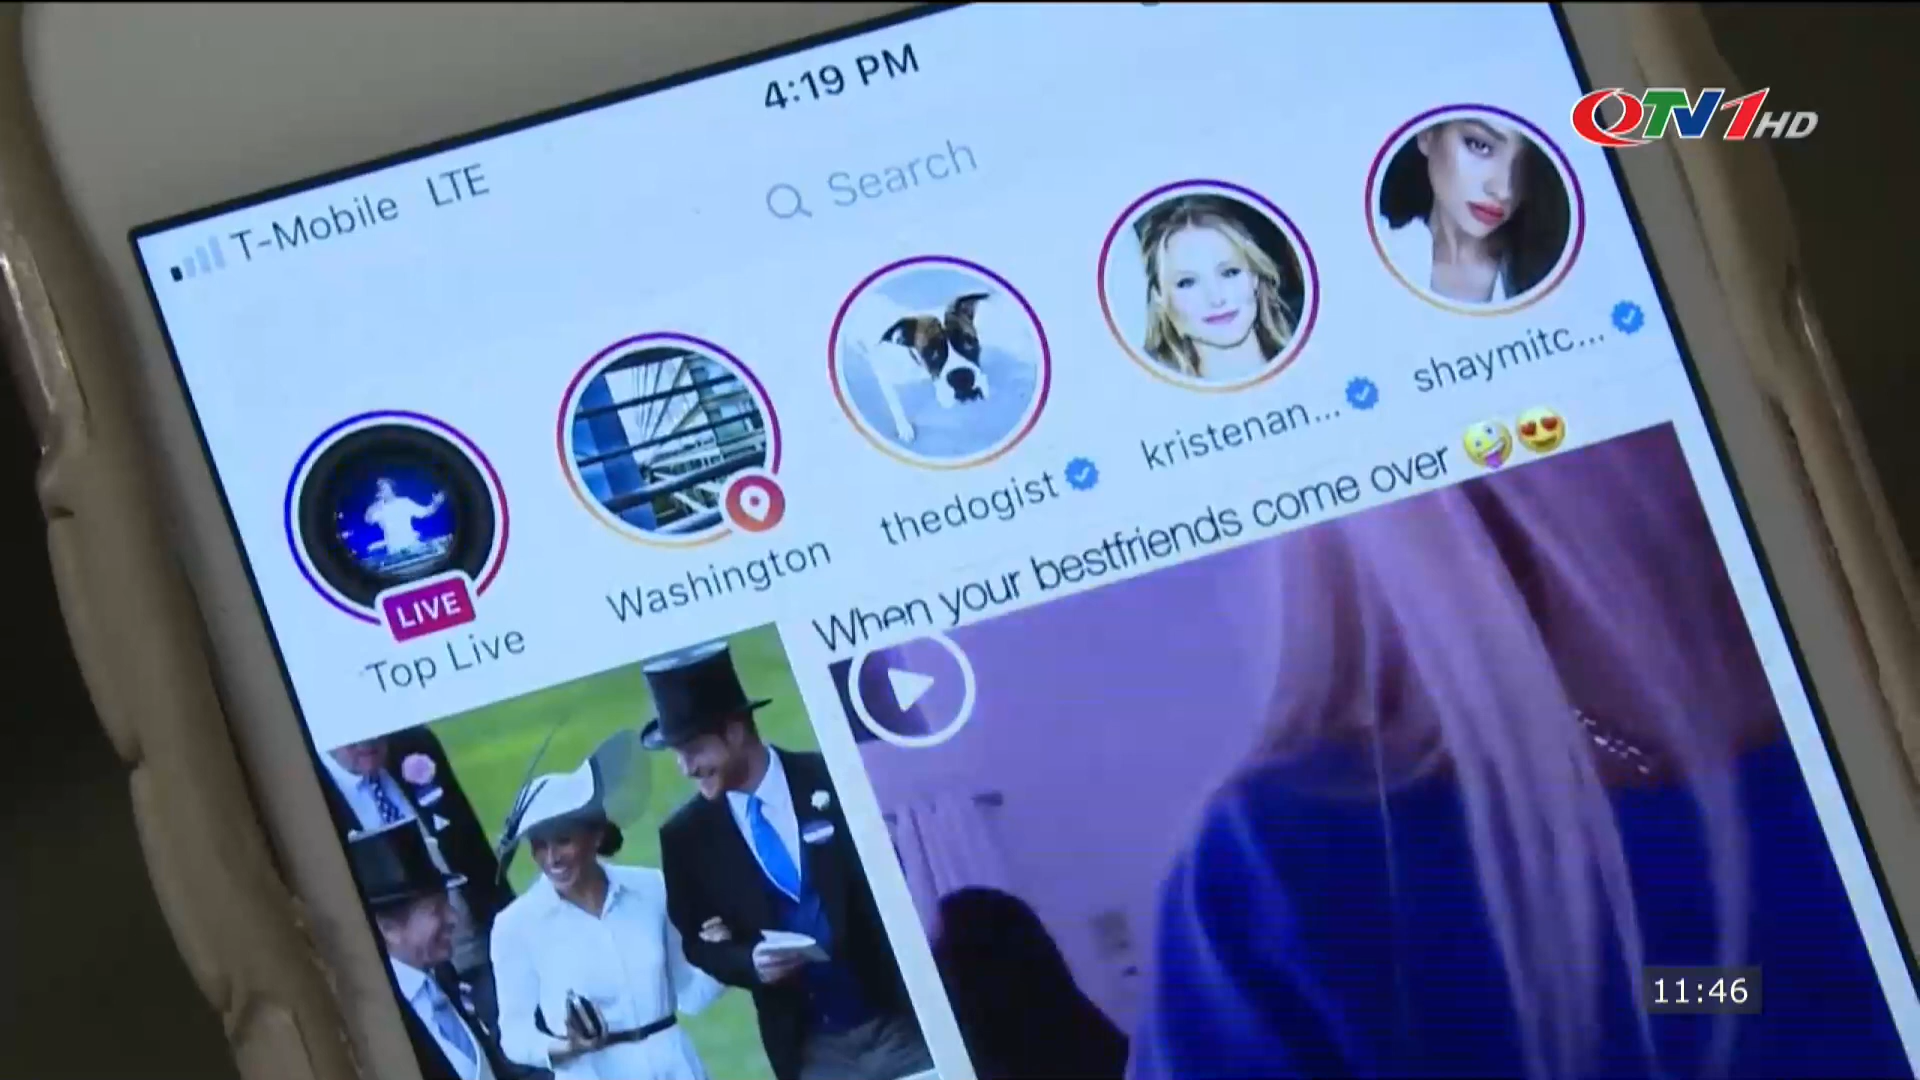 4:19 PM
QTV1HD
T-Mobile LTE
Search
shaymitc...
kristenan...
thedogist
Washington
LIVE
Top Live
When your bestfriends come over 🤪😍
11:46